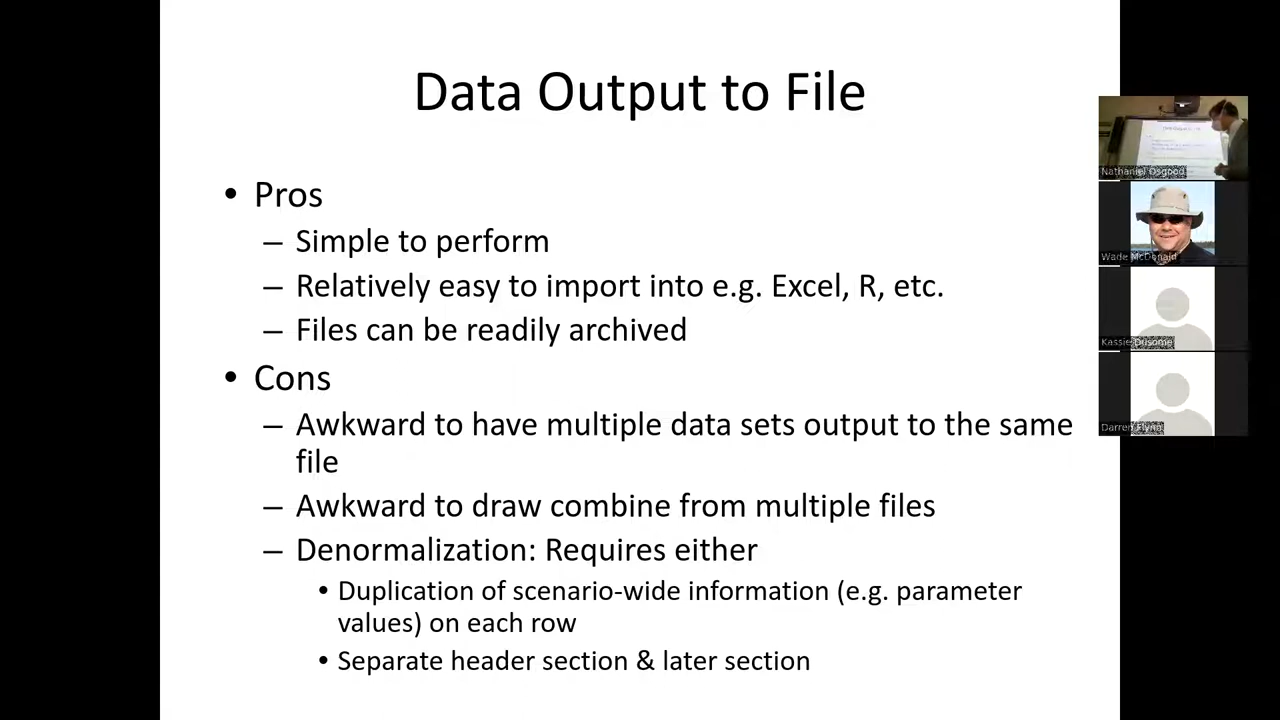 Data Output to File
• Pros
– Simple to perform
– Relatively easy to import into e.g. Excel, R, etc.
– Files can be readily archived
• Cons
– Awkward to have multiple data sets output to the same
file
– Awkward to draw combine from multiple files
– Denormalization: Requires either
• Duplication of scenario-wide information (e.g. parameter
values) on each row
• Separate header section & later section
Nathaniel Osgood
Wade McDonald
Kassie Dusome
Darren Flynn